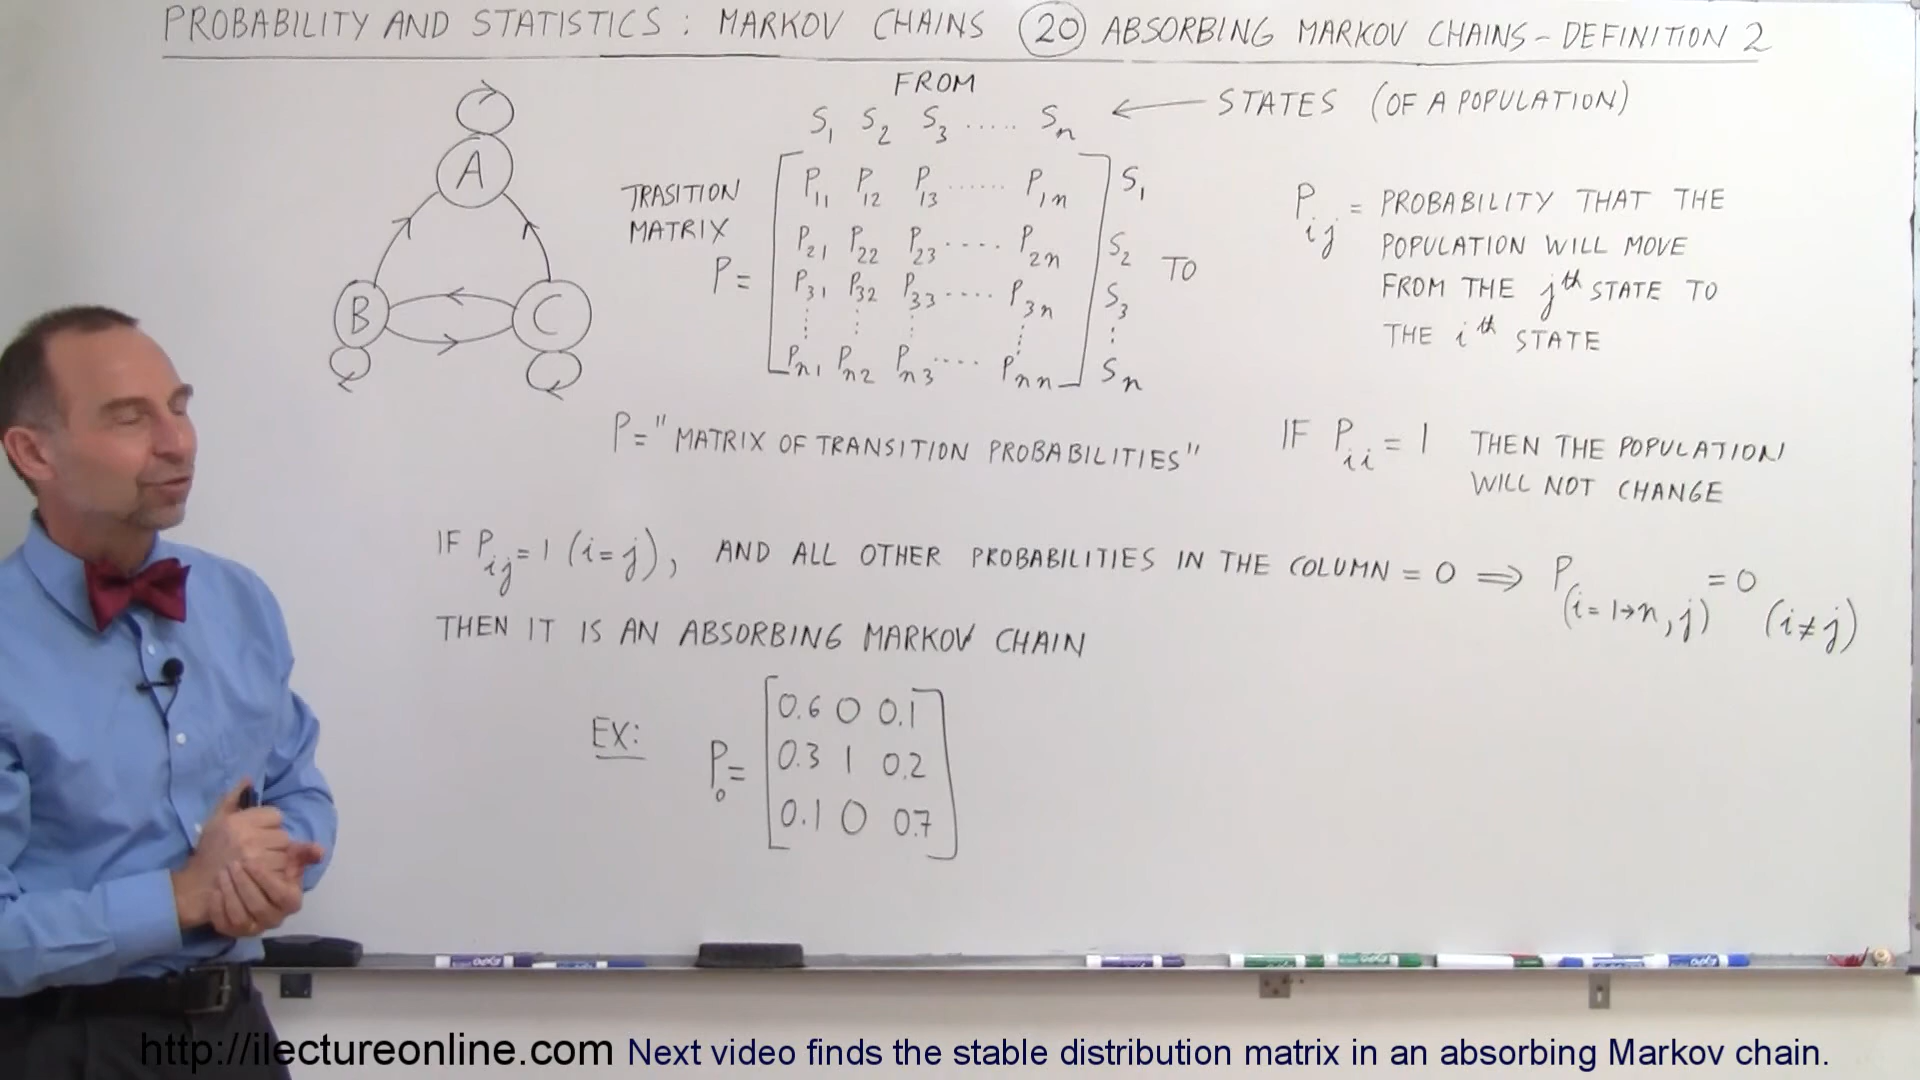 PROBABILITY AND STATISTICS : MARKOV CHAINS 20 ABSORBING MARKOV CHAINS - DEFINITION 2
A
B C
FROM
S1 S2 S3 ..... Sn ← STATES (OF A POPULATION)
TRASITION
MATRIX
P =
P11 P12 P13 ...... P1n S1
P21 P22 P23 ..... P2n S2 TO
P31 P32 P33 ..... P3n S3
⋮ ⋮ ⋮ ⋮ ⋮
Pn1 Pn2 Pn3 .... Pnn Sn
Pij = PROBABILITY THAT THE
POPULATION WILL MOVE
FROM THE jth STATE TO
THE ith STATE
P = "MATRIX OF TRANSITION PROBABILITIES"
IF Pii = 1 THEN THE POPULATION
WILL NOT CHANGE
IF Pij = 1 (i = j), AND ALL OTHER PROBABILITIES IN THE COLUMN = 0 ⇒ P(i = 1→n, j) = 0 (i ≠ j)
THEN IT IS AN ABSORBING MARKOV CHAIN
EX: P0 =
0.6 0 0.1
0.3 1 0.2
0.1 0 0.7
http://ilectureonline.com Next video finds the stable distribution matrix in an absorbing Markov chain.